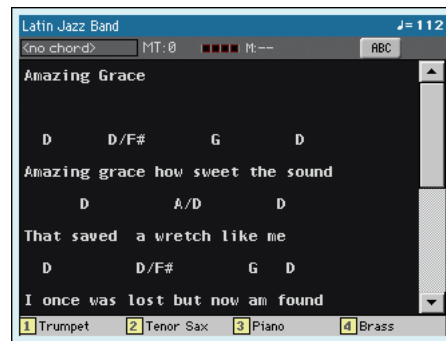 Latin Jazz Band ♩=112
<no chord> MT:0 M:-- ABC
Amazing Grace
D D/F# G D
Amazing grace how sweet the sound
D A/D D
That saved a wretch like me
D D/F# G D
I once was lost but now am found
1 Trumpet 2 Tenor Sax 3 Piano 4 Brass